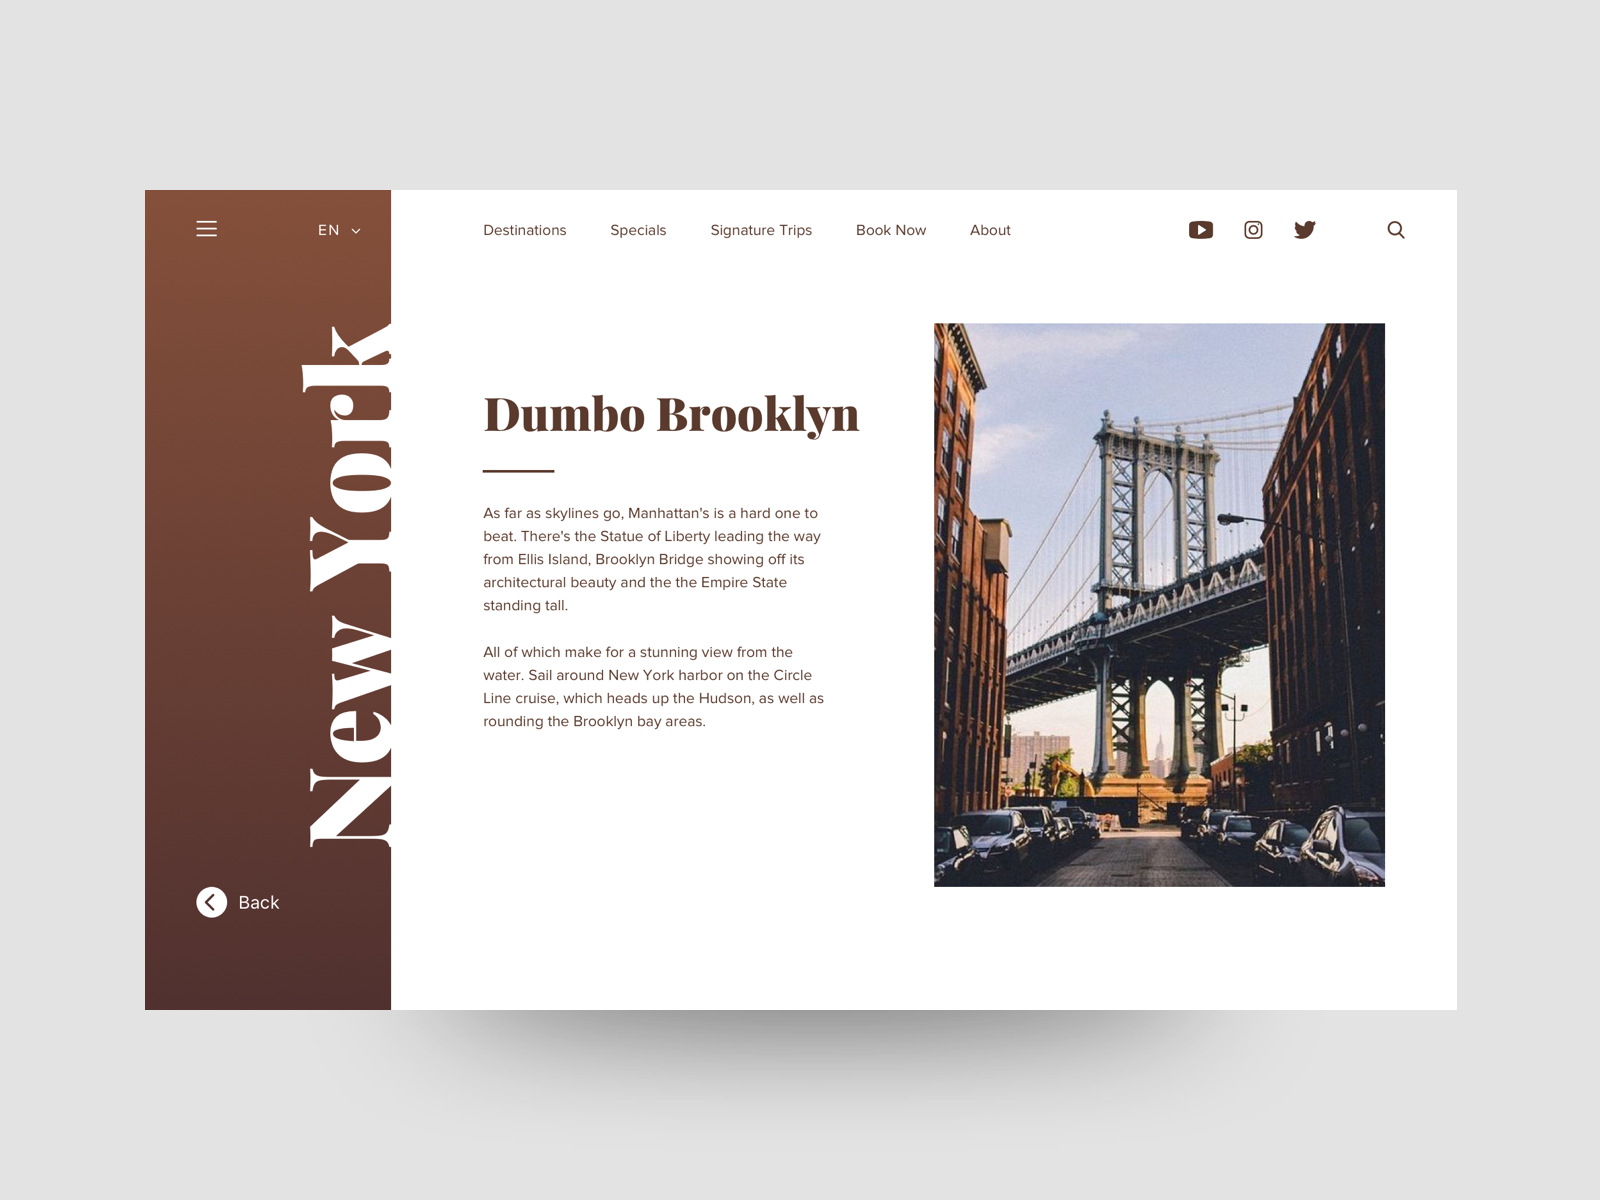 EN
Destinations Specials Signature Trips Book Now About
New York
Dumbo Brooklyn
As far as skylines go, Manhattan's is a hard one to
beat. There's the Statue of Liberty leading the way
from Ellis Island, Brooklyn Bridge showing off its
architectural beauty and the the Empire State
standing tall.
All of which make for a stunning view from the
water. Sail around New York harbor on the Circle
Line cruise, which heads up the Hudson, as well as
rounding the Brooklyn bay areas.
Back